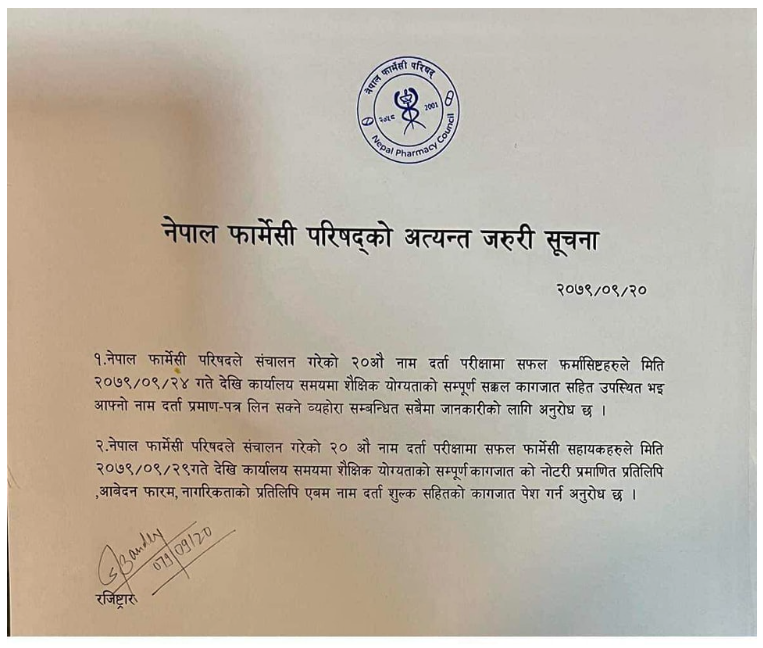 नेपाल फार्मेसी परिषद्
२०५८ 2001
Nepal Pharmacy Council
नेपाल फार्मेसी परिषद्को अत्यन्त जरुरी सूचना
२०७९/०९/२०
१.नेपाल फार्मेसी परिषदले संचालन गरेको २०औ नाम दर्ता परीक्षामा सफल फर्मासिष्टहरुले मिति
२०७९/०९/२४ गते देखि कार्यालय समयमा शैक्षिक योग्यताको सम्पूर्ण सक्कल कागजात सहित उपस्थित भइ
आफ्नो नाम दर्ता प्रमाण-पत्र लिन सक्ने व्यहोरा सम्बन्धित सबैमा जानकारीको लागि अनुरोध छ ।
२.नेपाल फार्मेसी परिषदले संचालन गरेको २० औ नाम दर्ता परीक्षामा सफल फार्मेसी सहायकहरुले मिति
२०७९/०९/२९गते देखि कार्यालय समयमा शैक्षिक योग्यताको सम्पूर्ण कागजात को नोटरी प्रमाणित प्रतिलिपि
,आबेदन फारम, नागरिकताको प्रतिलिपि एबम नाम दर्ता शुल्क सहितको कागजात पेश गर्न अनुरोध छ ।
079/09/20
रजिष्ट्रार